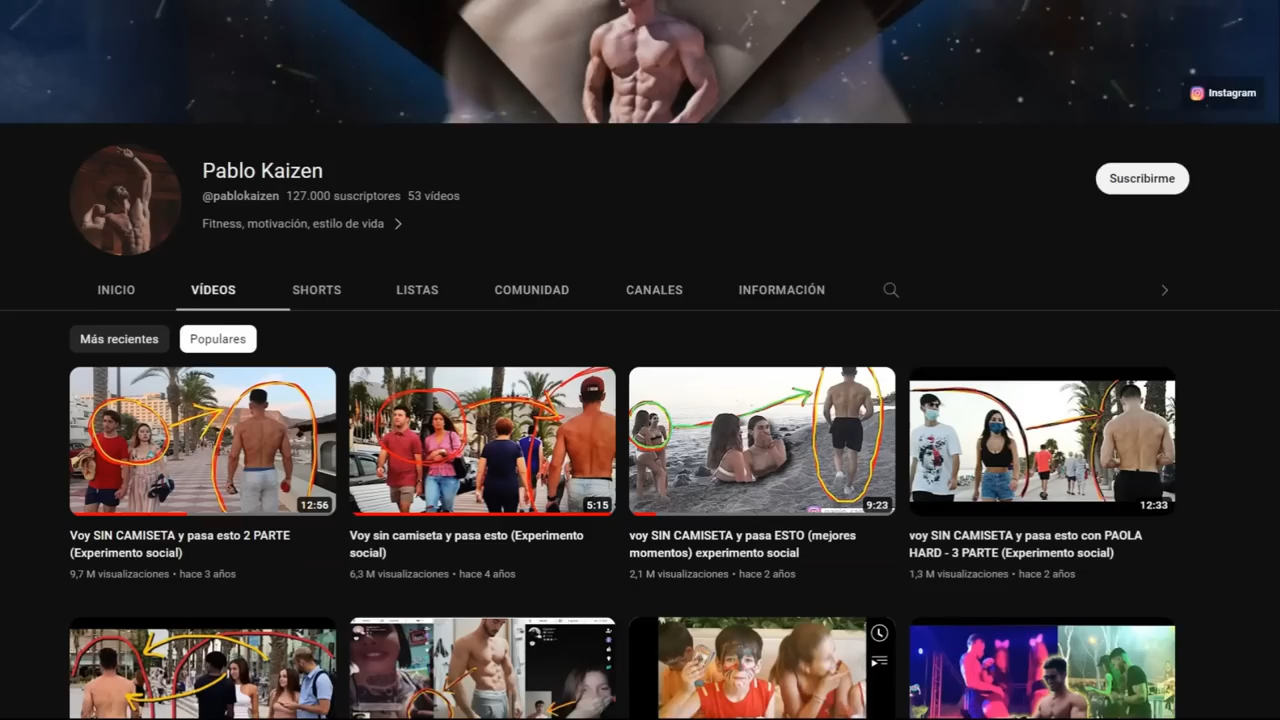 Instagram
Pablo Kaizen
@pablokaizen 127.000 suscriptores 53 vídeos
Fitness, motivación, estilo de vida
Suscribirme
INICIO VÍDEOS SHORTS LISTAS COMUNIDAD CANALES INFORMACIÓN
Más recientes Populares
12:56 5:15 9:23 12:33
Voy SIN CAMISETA y pasa esto 2 PARTE
(Experimento social)
9,7 M visualizaciones • hace 3 años
Voy sin camiseta y pasa esto (Experimento
social)
6,3 M visualizaciones • hace 4 años
voy SIN CAMISETA y pasa ESTO (mejores
momentos) experimento social
2,1 M visualizaciones • hace 2 años
voy SIN CAMISETA y pasa esto con PAOLA
HARD - 3 PARTE (Experimento social)
1,3 M visualizaciones • hace 2 años